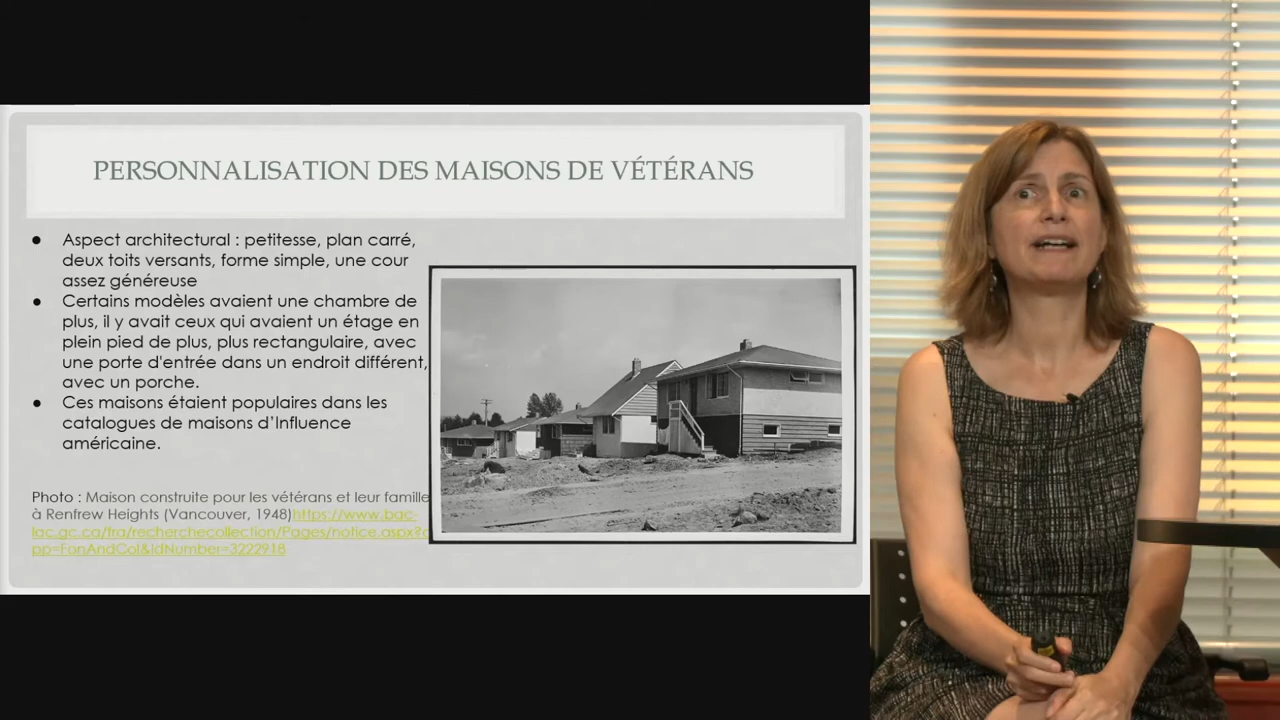 PERSONNALISATION DES MAISONS DE VÉTÉRANS
● Aspect architectural : petitesse, plan carré,
deux toits versants, forme simple, une cour
assez généreuse
● Certains modèles avaient une chambre de
plus, il y avait ceux qui avaient un étage en
plein pied de plus, plus rectangulaire, avec
une porte d'entrée dans un endroit différent,
avec un porche.
● Ces maisons étaient populaires dans les
catalogues de maisons d'Influence
américaine.
Photo : Maison construite pour les vétérans et leur famille
à Renfrew Heights (Vancouver, 1948)https://www.bac-
lac.gc.ca/fra/recherchecollection/Pages/notice.aspx?
pp=FonAndCol&IdNumber=3222918